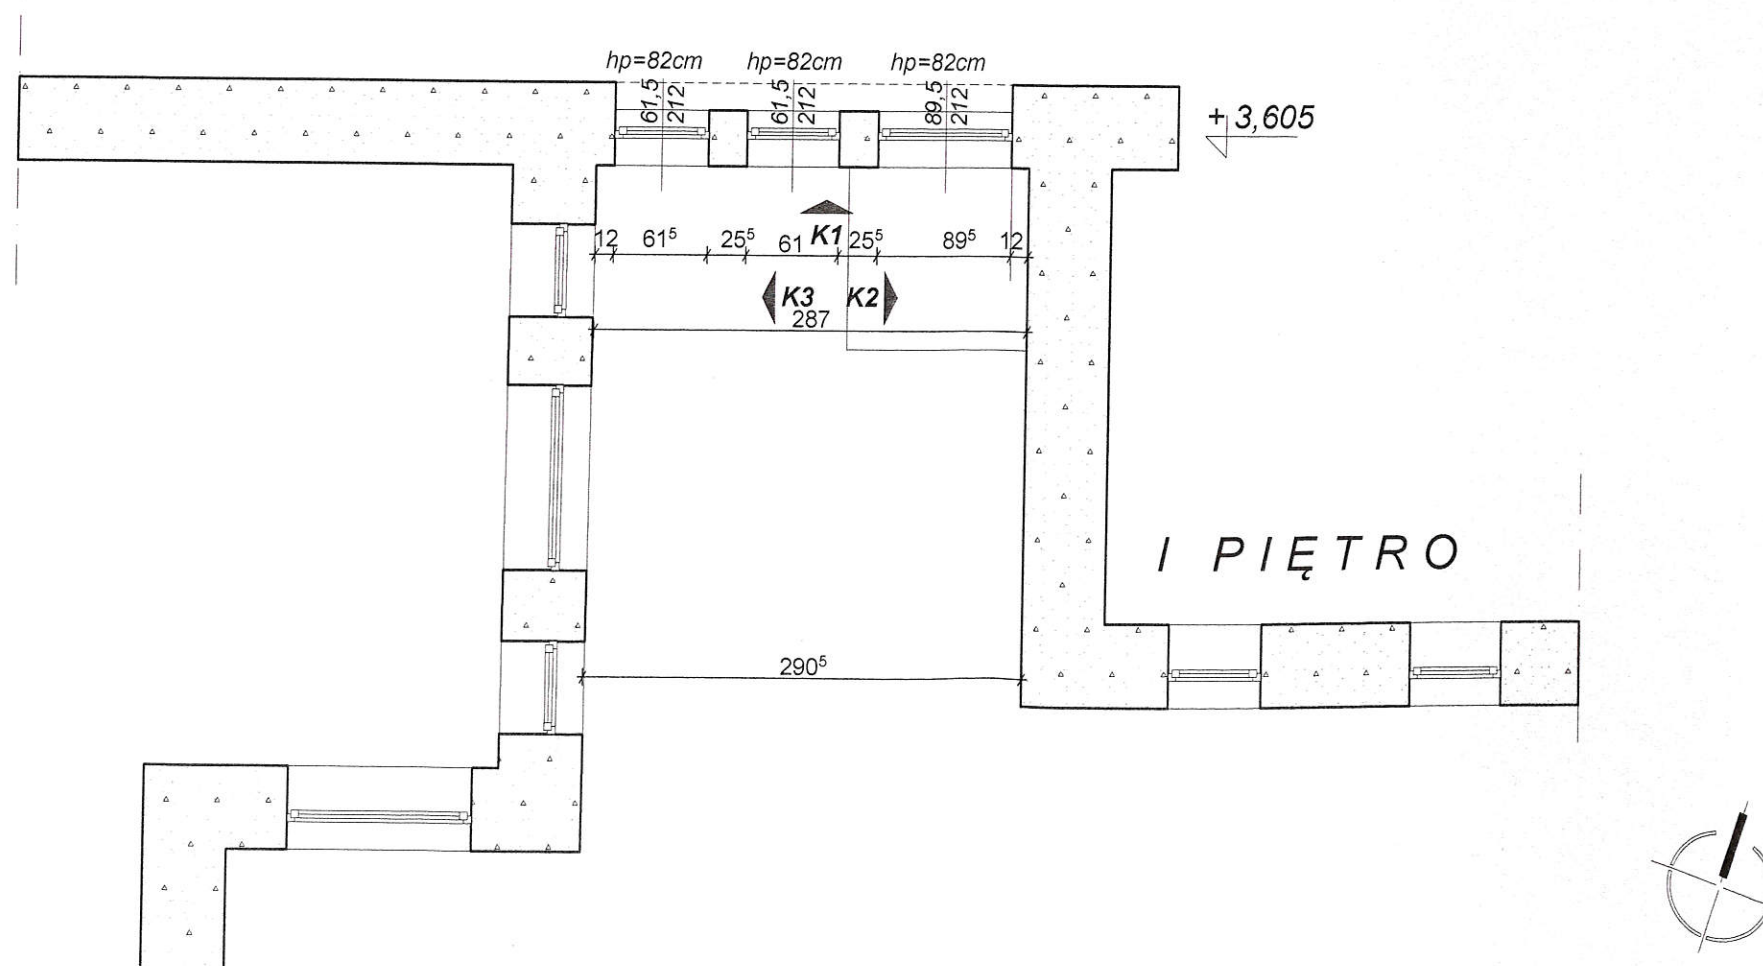 hp=82cm hp=82cm hp=82cm
61,5 212 61,5 212 89,5 212
+ 3,605
12 61⁵ 25⁵ 61 K1 25⁵ 89⁵ 12
K3 K2
287
I PIĘTRO
290⁵